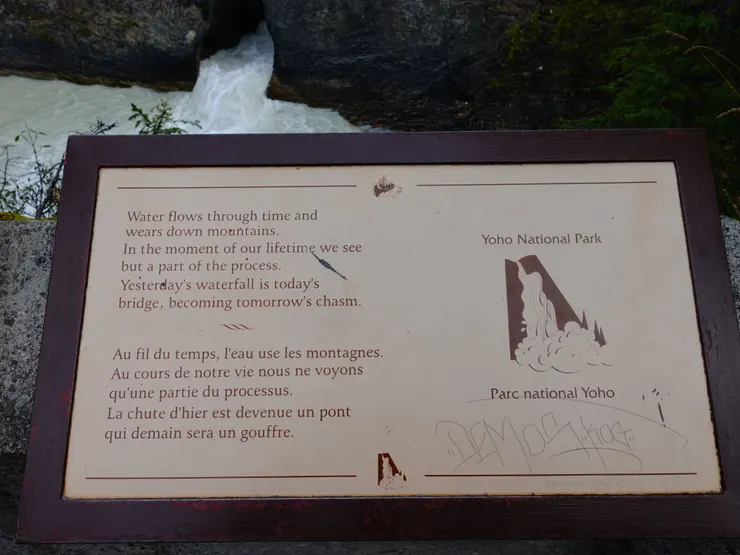 Water flows through time and
wears down mountains.
In the moment of our lifetime we see
but a part of the process.
Yesterday's waterfall is today's
bridge, becoming tomorrow's chasm.
Au fil du temps, l'eau use les montagnes.
Au cours de notre vie nous ne voyons
qu'une partie du processus.
La chute d'hier est devenue un pont
qui demain sera un gouffre.
Yoho National Park
Parc national Yoho